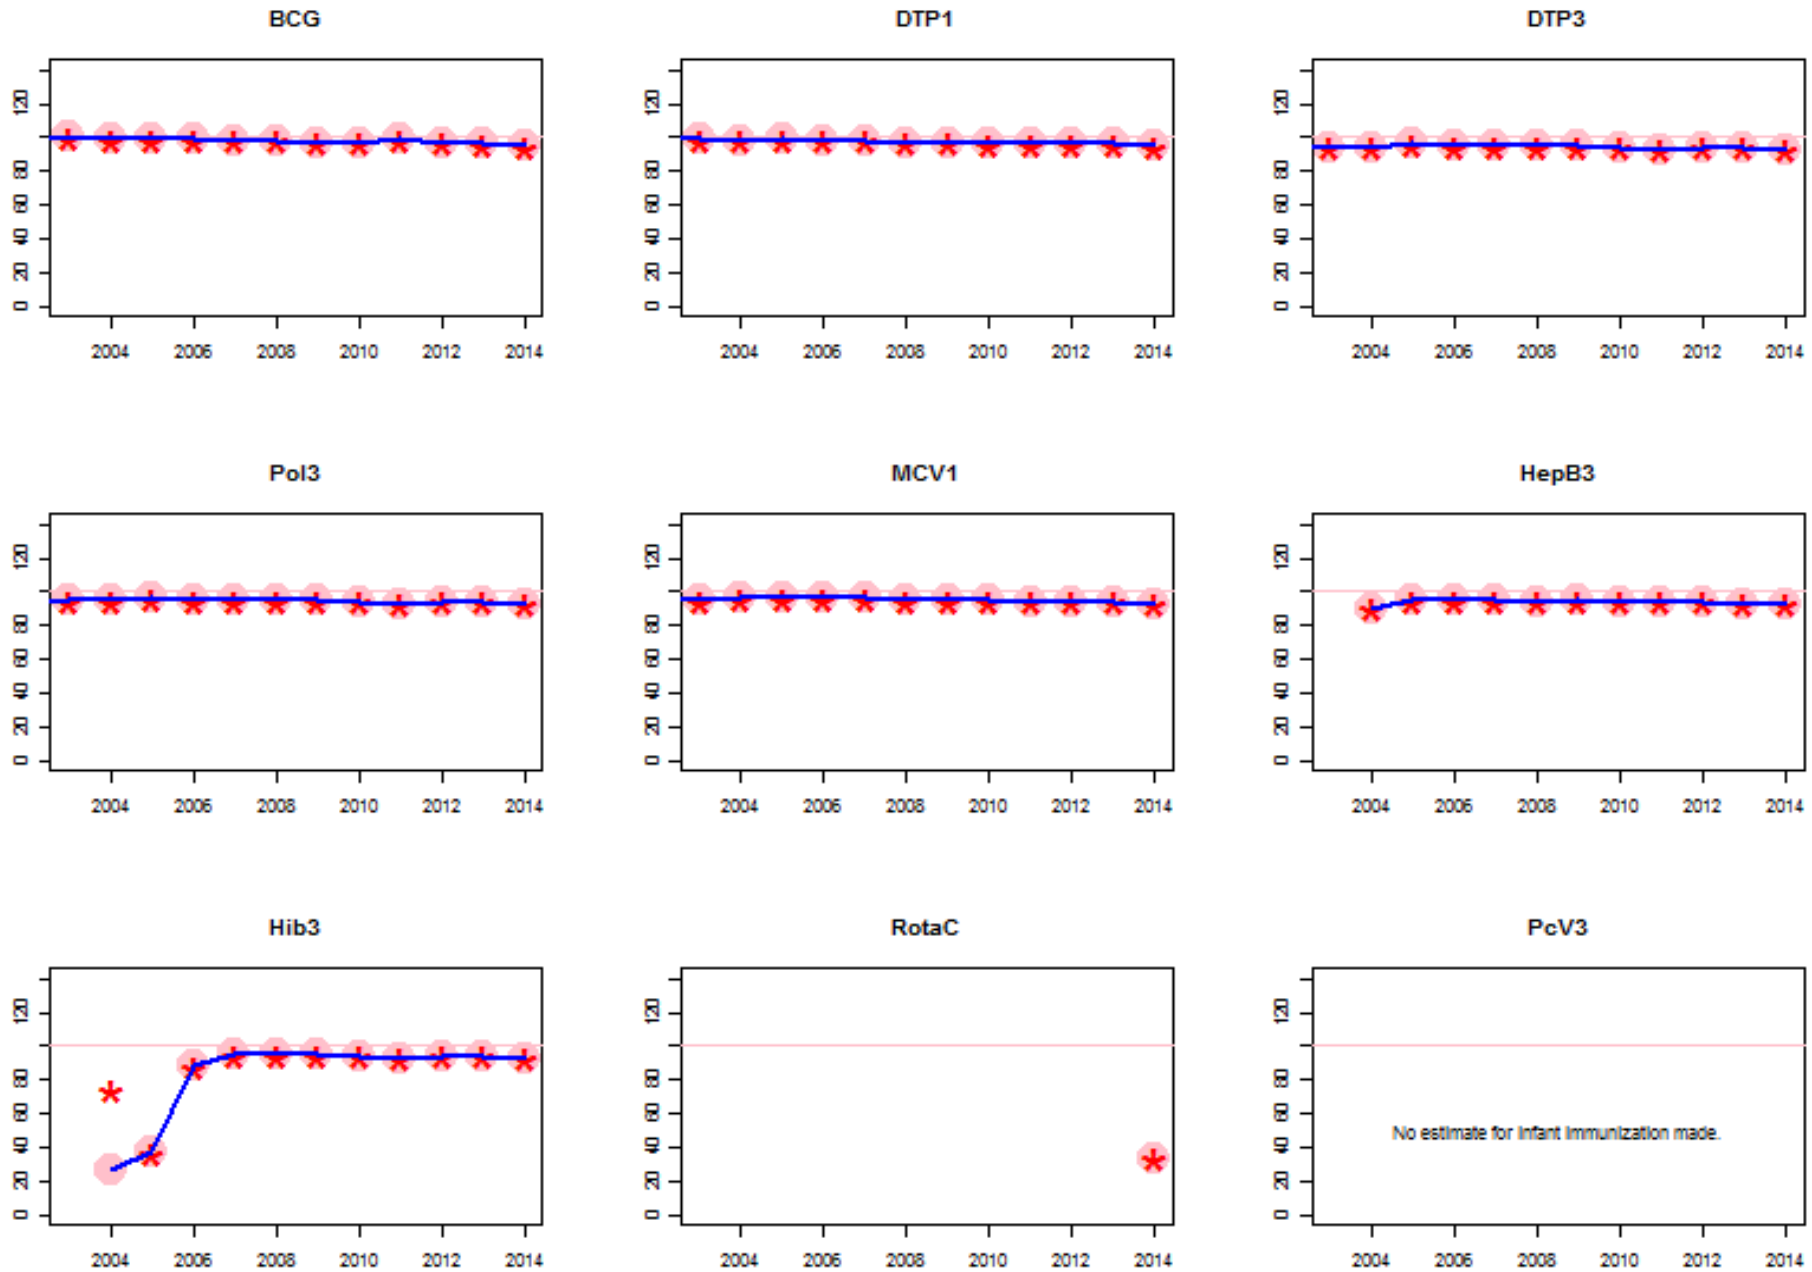 BCG DTP1 DTP3
120 120 120
80 80 80
60 60 60
40 40 40
20 20 20
0 0 0
2004 2006 2008 2010 2012 2014 2004 2006 2008 2010 2012 2014 2004 2006 2008 2010 2012 2014
Pol3 MCV1 HepB3
120 120 120
80 80 80
60 60 60
40 40 40
20 20 20
0 0 0
2004 2006 2008 2010 2012 2014 2004 2006 2008 2010 2012 2014 2004 2006 2008 2010 2012 2014
Hib3 RotaC PcV3
120 120 120
80 80 80
60 60 60
No estimate for infant immunization made.
40 40 40
20 20 20
0 0 0
2004 2006 2008 2010 2012 2014 2004 2006 2008 2010 2012 2014 2004 2006 2008 2010 2012 2014